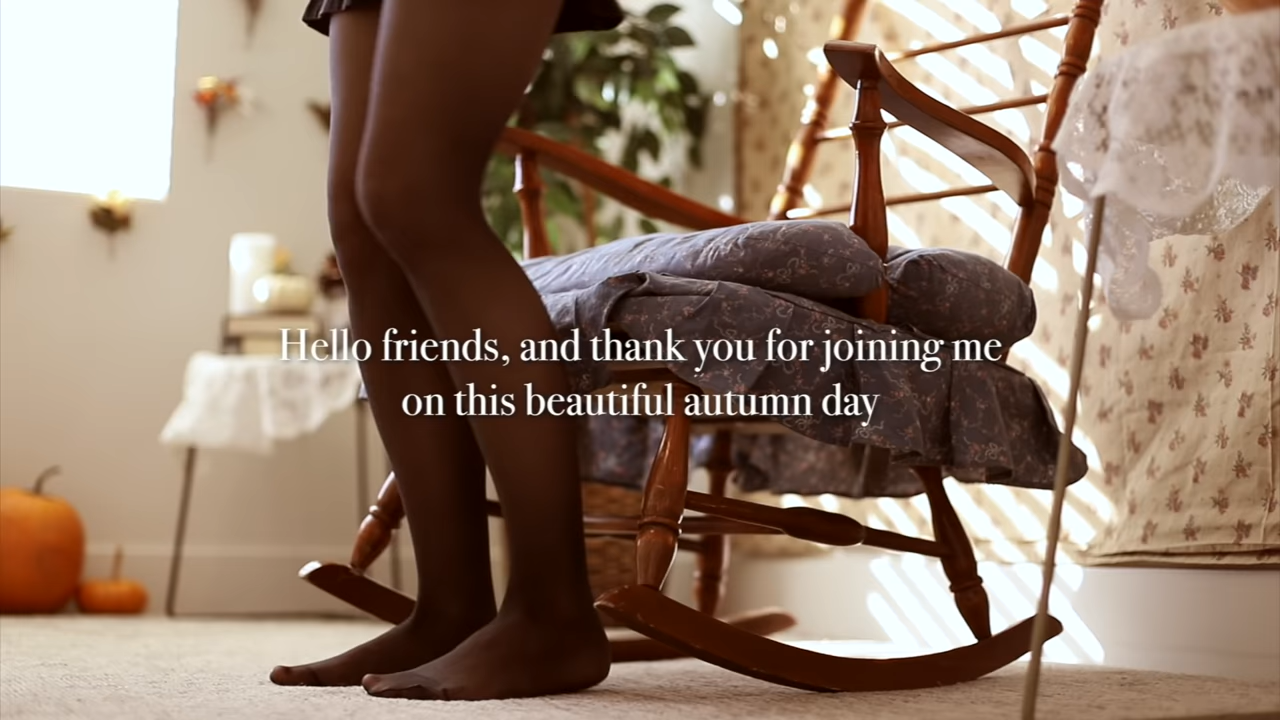 Hello friends, and thank you for joining me
on this beautiful autumn day